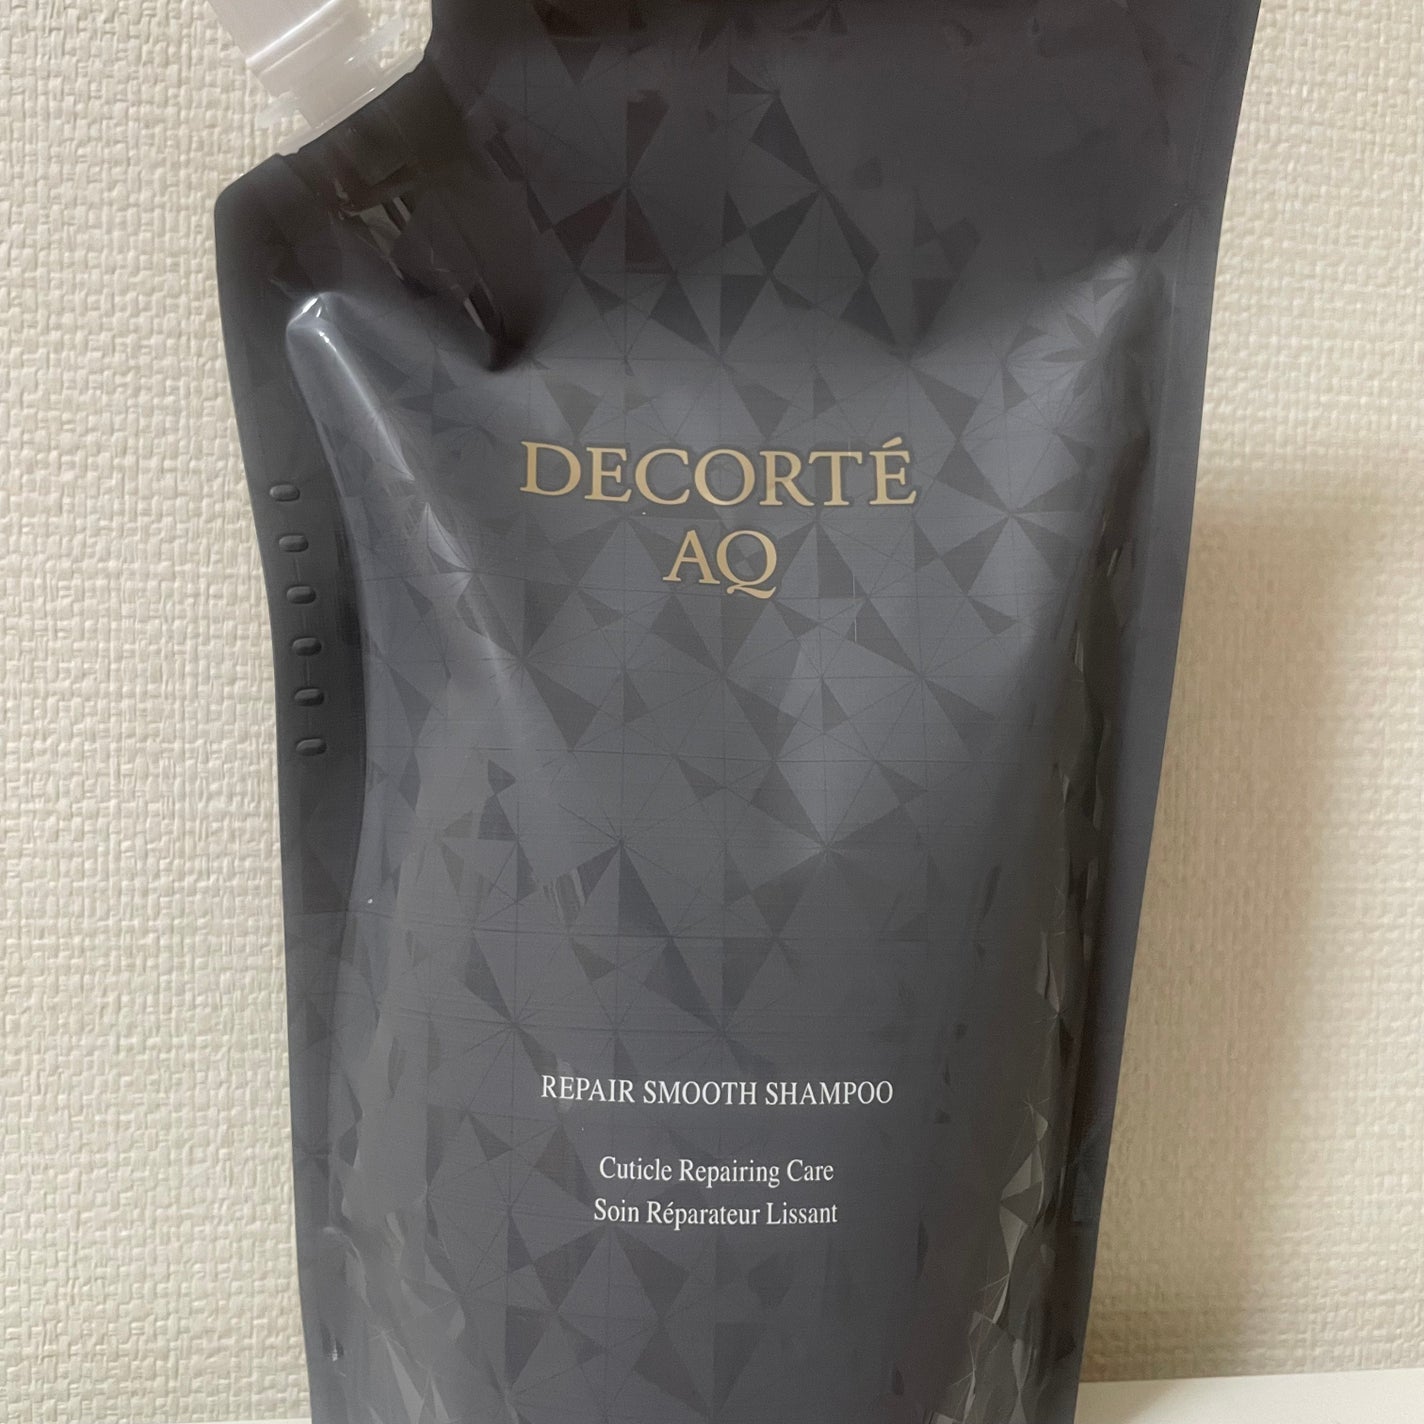 DECORTÉ
AQ
REPAIR SMOOTH SHAMPOO
Cuticle Repairing Care
Soin Réparateur Lissant